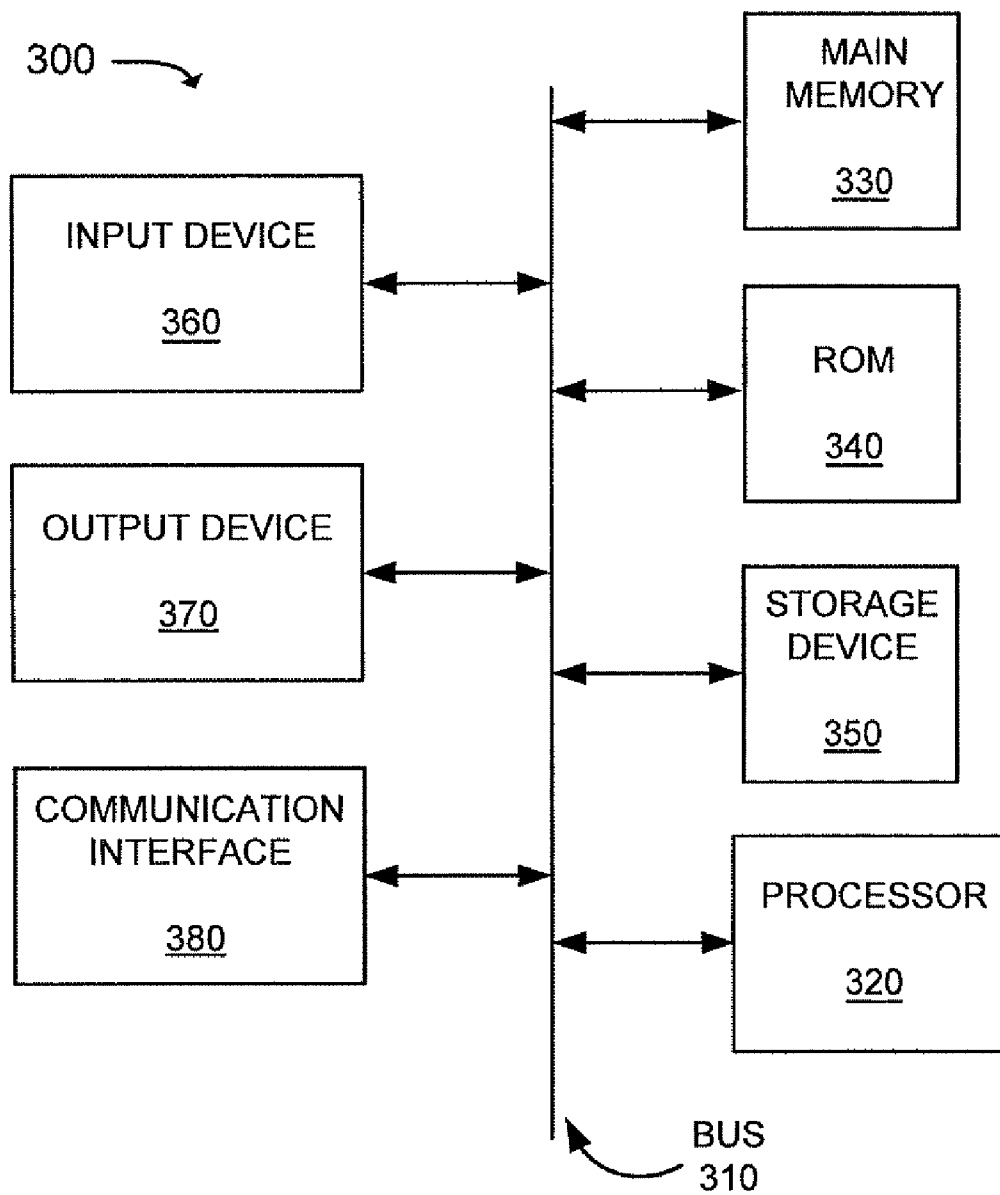 300
MAIN
MEMORY
330
INPUT DEVICE
360
ROM
340
OUTPUT DEVICE
370
STORAGE
DEVICE
350
COMMUNICATION
INTERFACE
380
PROCESSOR
320
BUS
310